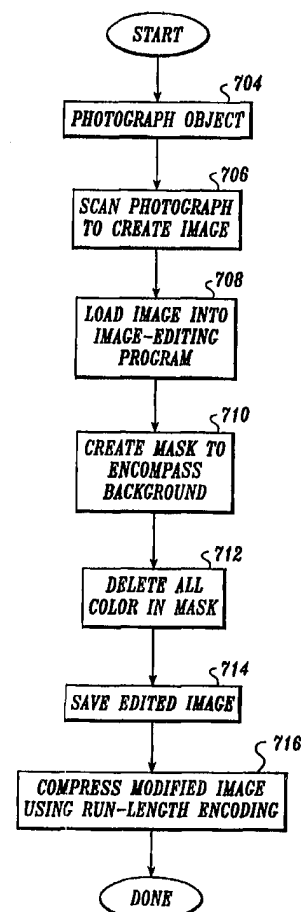 START
704
PHOTOGRAPH OBJECT
706
SCAN PHOTOGRAPH
TO CREATE IMAGE
708
LOAD IMAGE INTO
IMAGE-EDITING
PROGRAM
710
CREATE MASK TO
ENCOMPASS
BACKGROUND
712
DELETE ALL
COLOR IN MASK
714
SAVE EDITED IMAGE
716
COMPRESS MODIFIED IMAGE
USING RUN-LENGTH ENCODING
DONE